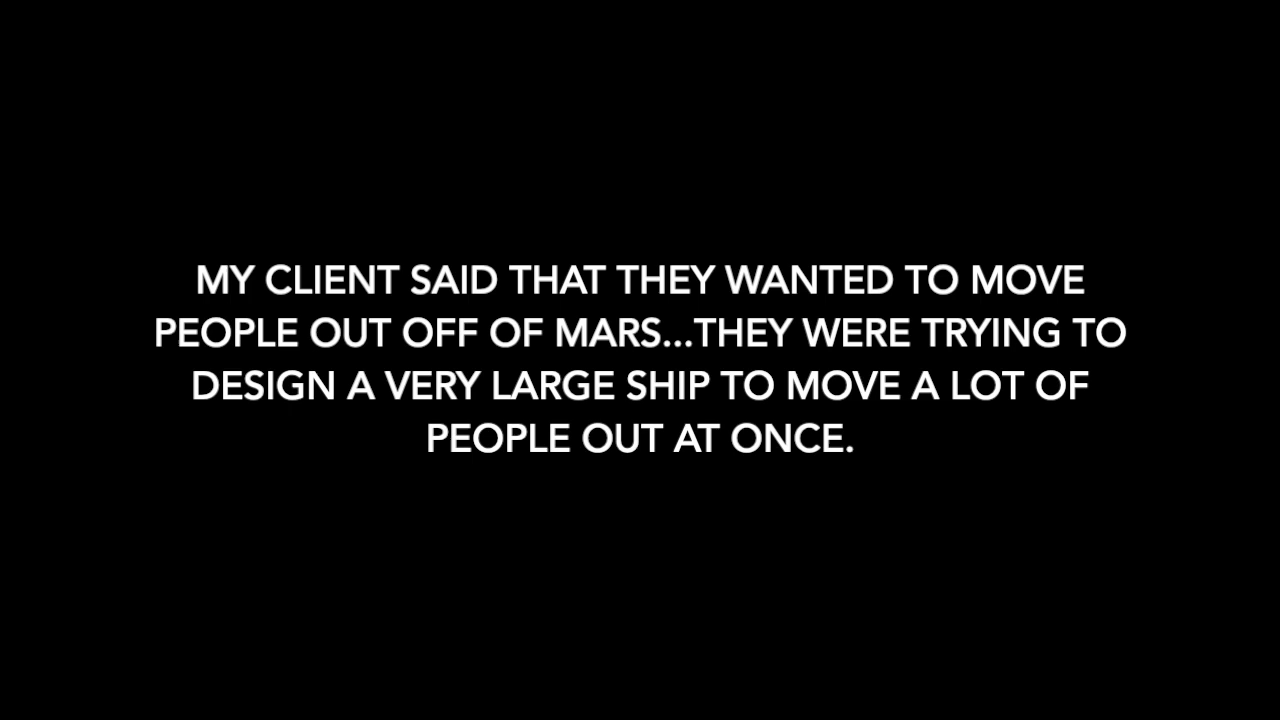 MY CLIENT SAID THAT THEY WANTED TO MOVE
PEOPLE OUT OFF OF MARS...THEY WERE TRYING TO
DESIGN A VERY LARGE SHIP TO MOVE A LOT OF
PEOPLE OUT AT ONCE.